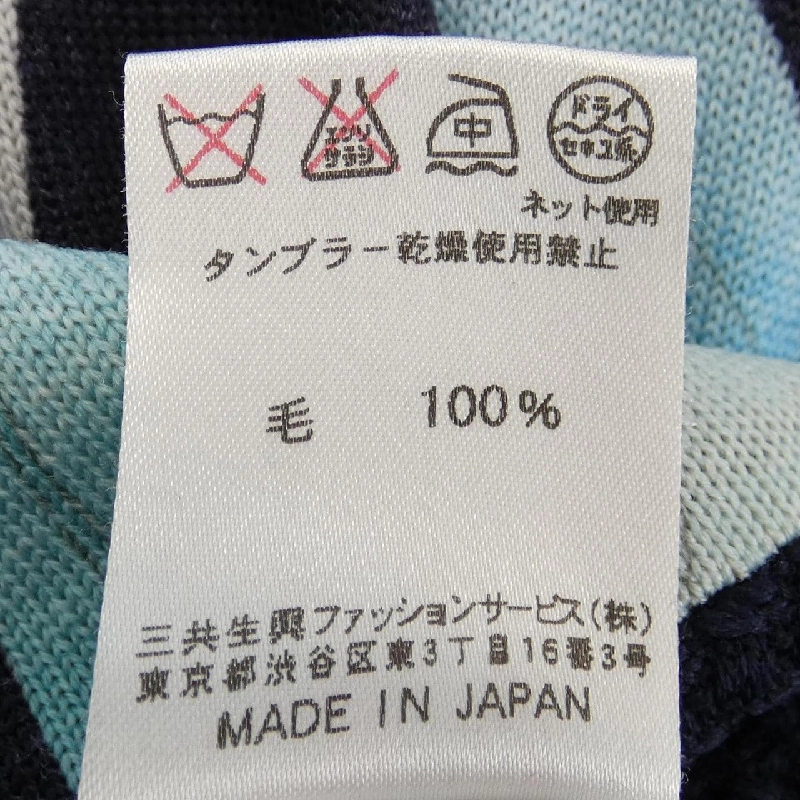 エンソ サラシ 中 ドライ セキユ系
ネット使用
タンブラー乾燥使用禁止
毛 100%
三共生興ファッションサービス(株)
東京都渋谷区東3丁目16番3号
MADE IN JAPAN